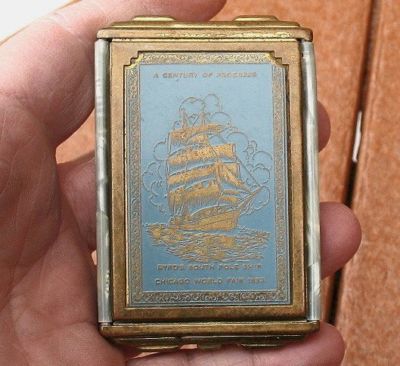 A CENTURY OF PROGRESS
BYRD'S SOUTH POLE SHIP
CHICAGO WORLD FAIR 1933